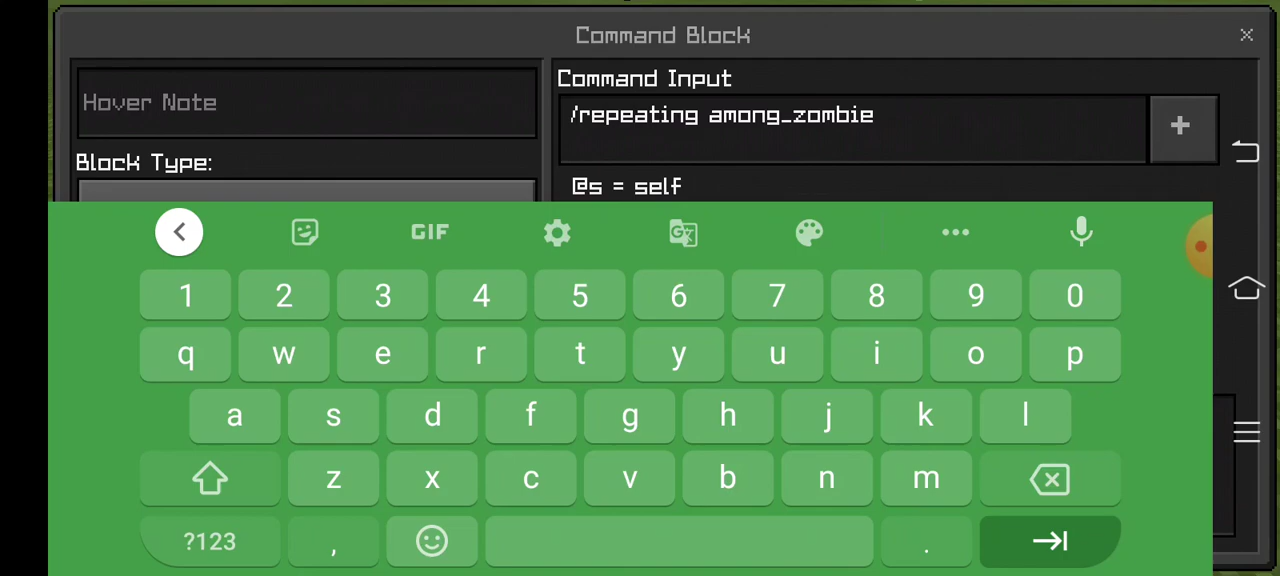 Command Block
Hover Note
Block Type:
Command Input
/repeating among_zombie
+
@s = self
GIF
1 2 3 4 5 6 7 8 9 0
q w e r t y u i o p
a s d f g h j k l
z x c v b n m
?123 , .